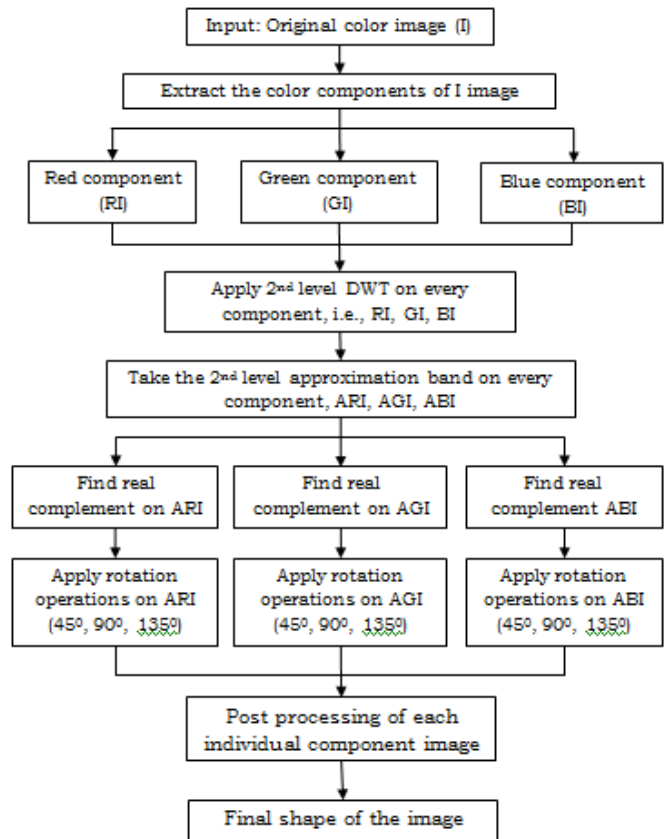 Input: Original color image (I)
Extract the color components of I image
Red component
(RI)
Green component
(GI)
Blue component
(BI)
Apply 2nd level DWT on every
component, i.e., RI, GI, BI
Take the 2nd level approximation band on every
component, ARI, AGI, ABI
Find real
complement on ARI
Find real
complement on AGI
Find real
complement ABI
Apply rotation
operations on ARI
(45⁰, 90⁰, 135⁰)
Apply rotation
operations on AGI
(45⁰, 90⁰, 135⁰)
Apply rotation
operations on ABI
(45⁰, 90⁰, 135⁰)
Post processing of each
individual component image
Final shape of the image